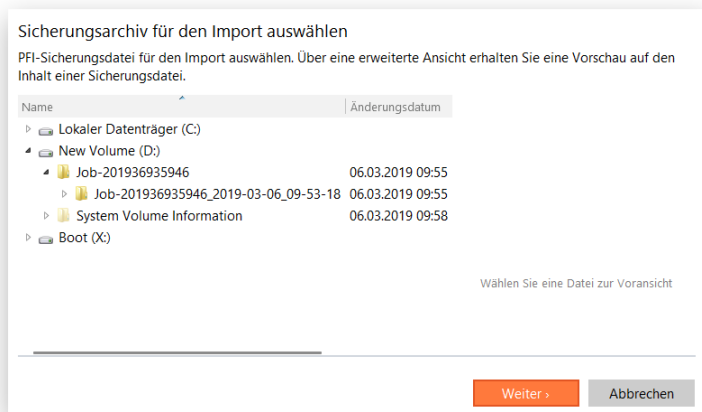 Sicherungsarchiv für den Import auswählen
PFI-Sicherungsdatei für den Import auswählen. Über eine erweiterte Ansicht erhalten Sie eine Vorschau auf den
Inhalt einer Sicherungsdatei.
Name Änderungsdatum
Lokaler Datenträger (C:)
New Volume (D:)
Job-201936935946 06.03.2019 09:55
Job-201936935946_2019-03-06_09-53-18 06.03.2019 09:55
System Volume Information 06.03.2019 09:58
Boot (X:)
Wählen Sie eine Datei zur Voransicht
Weiter › Abbrechen